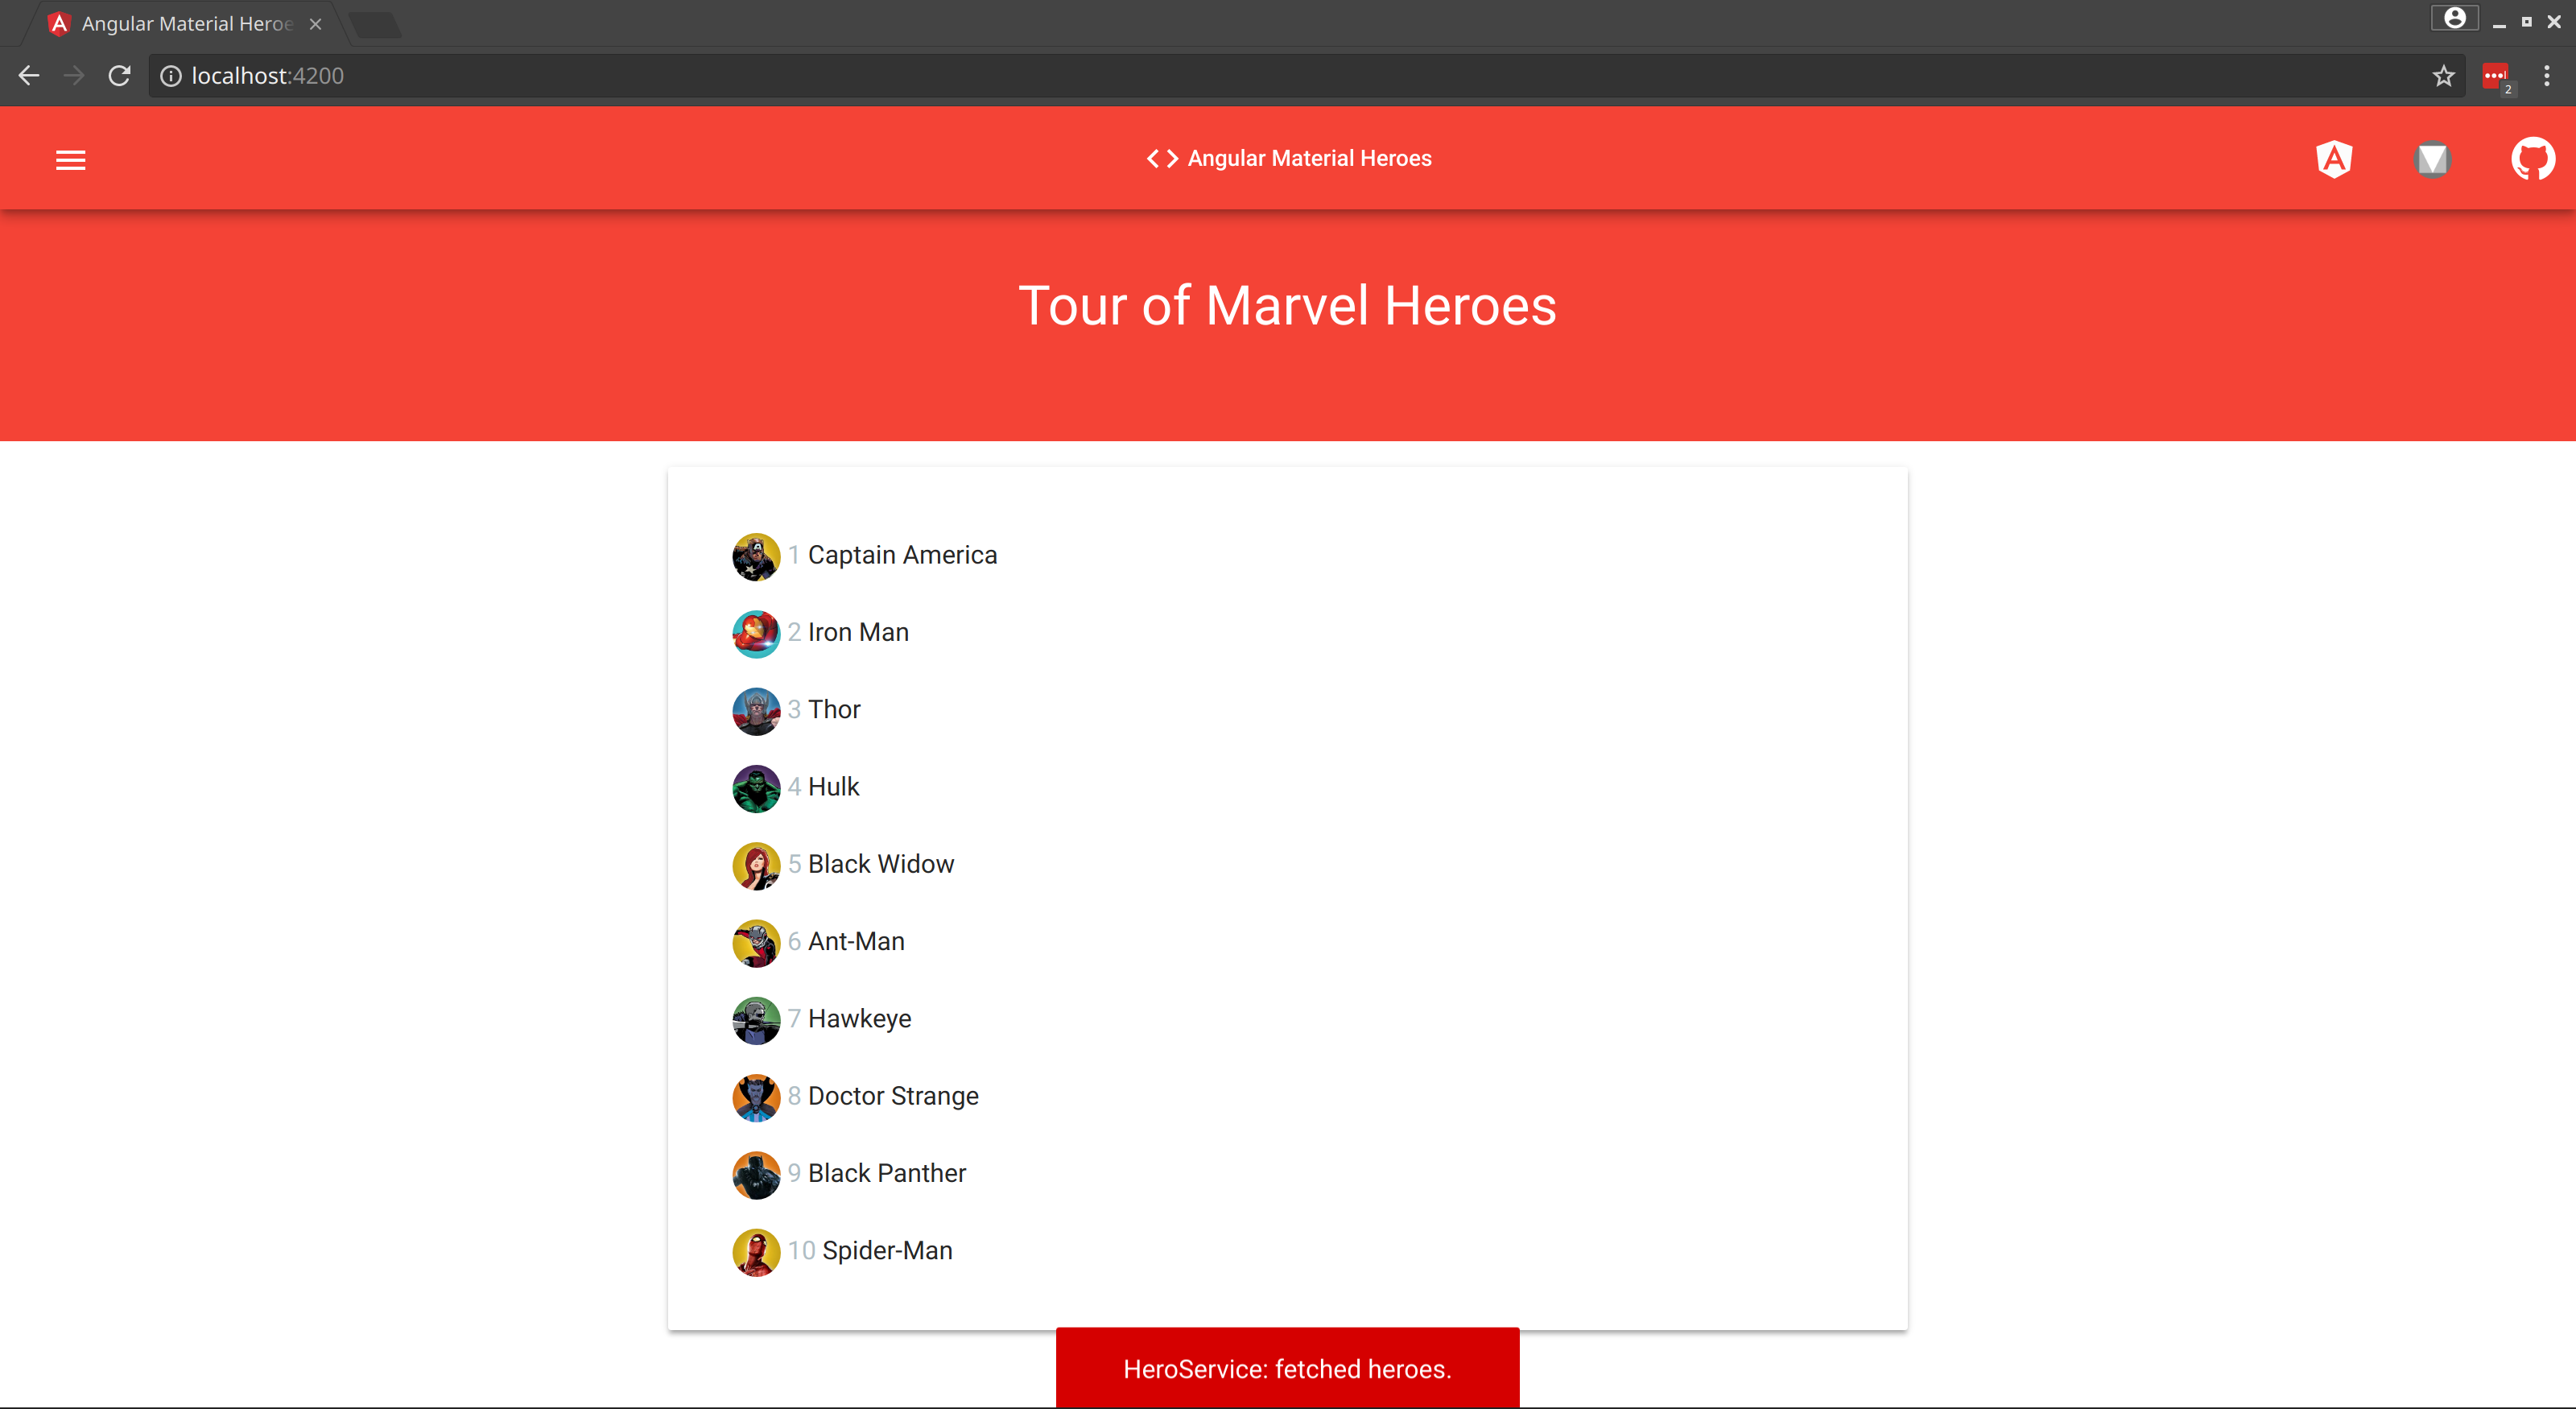 Angular Material Heroe
localhost:4200
2
<> Angular Material Heroes
Tour of Marvel Heroes
1 Captain America
2 Iron Man
3 Thor
4 Hulk
5 Black Widow
6 Ant-Man
7 Hawkeye
8 Doctor Strange
9 Black Panther
10 Spider-Man
HeroService: fetched heroes.